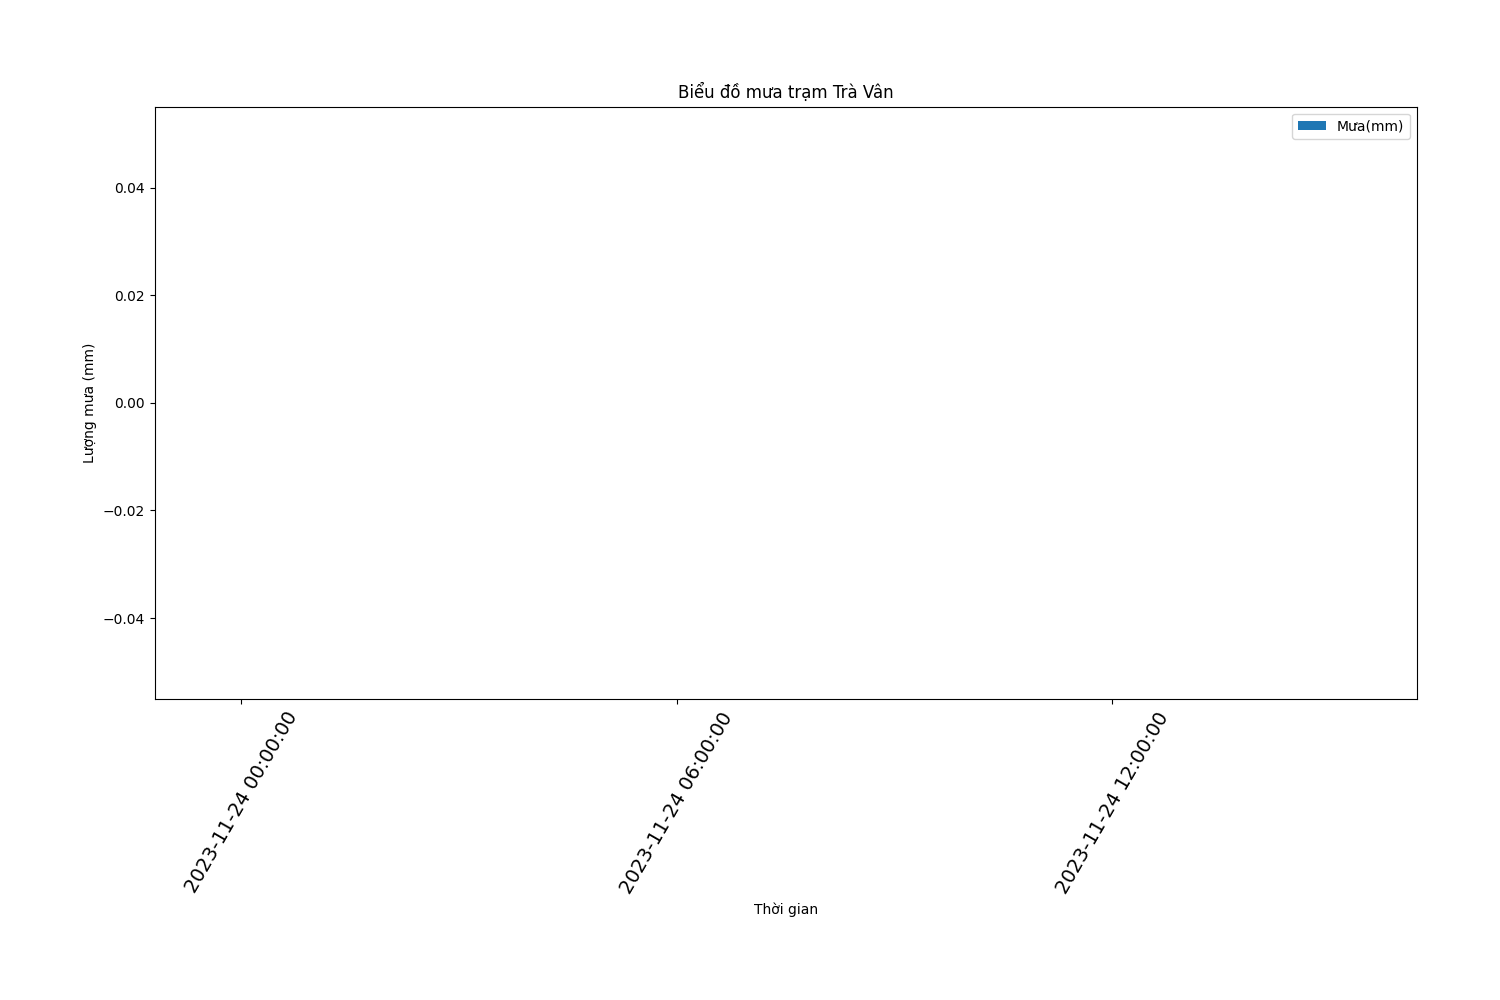 Biểu đồ mưa trạm Trà Vân
Mưa(mm)
0.04
0.02
0.00
−0.02
−0.04
Lượng mưa (mm)
2023-11-24 00:00:00
2023-11-24 06:00:00
2023-11-24 12:00:00
Thời gian